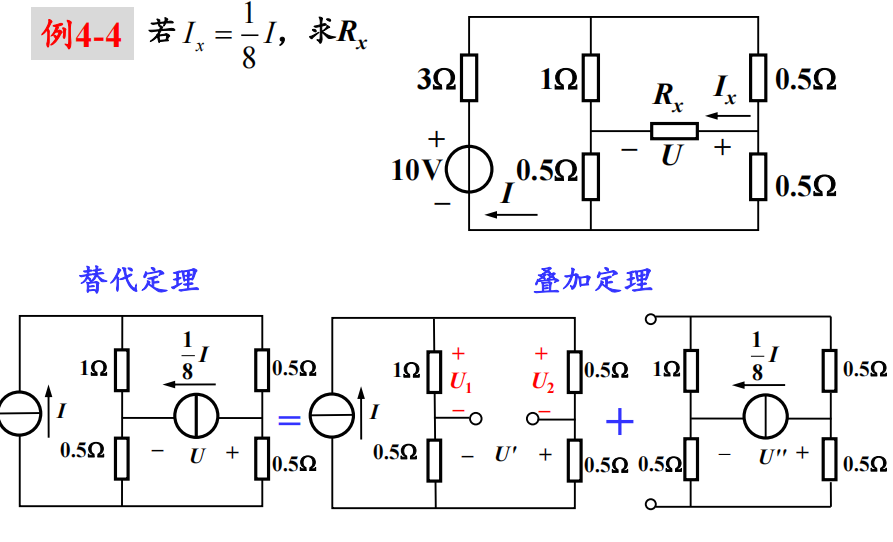 例4-4 若 I_x = 1/8 I，求R_x
3Ω 1Ω R_x I_x 0.5Ω
+ − U +
10V 0.5Ω I 0.5Ω
−
替代定理 叠加定理
1Ω 1/8 I 0.5Ω 1Ω + U₁ − + U₂ − 0.5Ω 1Ω 1/8 I 0.5Ω
I = I +
0.5Ω − U + 0.5Ω 0.5Ω − U′ + 0.5Ω 0.5Ω − U″ + 0.5Ω